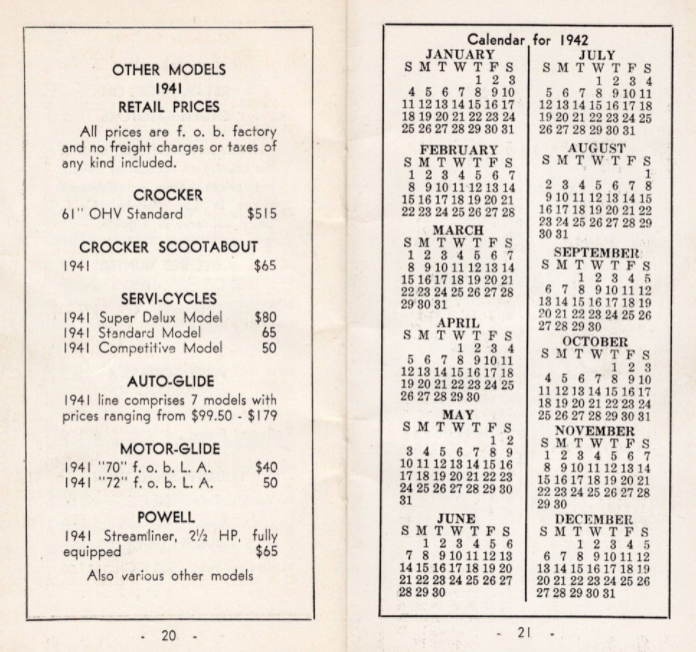 OTHER MODELS
1941
RETAIL PRICES
All prices are f. o. b. factory
and no freight charges or taxes of
any kind included.
CROCKER
61" OHV Standard $515
CROCKER SCOOTABOUT
1941 $65
SERVI-CYCLES
1941 Super Delux Model $80
1941 Standard Model 65
1941 Competitive Model 50
AUTO-GLIDE
1941 line comprises 7 models with
prices ranging from $99.50 - $179
MOTOR-GLIDE
1941 "70" f. o. b. L. A. $40
1941 "72" f. o. b. L. A. 50
POWELL
1941 Streamliner, 2½ HP, fully
equipped $65
Also various other models
- 20 -
Calendar for 1942
JANUARY
S M T W T F S
1 2 3
4 5 6 7 8 9 10
11 12 13 14 15 16 17
18 19 20 21 22 23 24
25 26 27 28 29 30 31
FEBRUARY
S M T W T F S
1 2 3 4 5 6 7
8 9 10 11 12 13 14
15 16 17 18 19 20 21
22 23 24 25 26 27 28
MARCH
S M T W T F S
1 2 3 4 5 6 7
8 9 10 11 12 13 14
15 16 17 18 19 20 21
22 23 24 25 26 27 28
29 30 31
APRIL
S M T W T F S
1 2 3 4
5 6 7 8 9 10 11
12 13 14 15 16 17 18
19 20 21 22 23 24 25
26 27 28 29 30
MAY
S M T W T F S
1 2
3 4 5 6 7 8 9
10 11 12 13 14 15 16
17 18 19 20 21 22 23
24 25 26 27 28 29 30
31
JUNE
S M T W T F S
1 2 3 4 5 6
7 8 9 10 11 12 13
14 15 16 17 18 19 20
21 22 23 24 25 26 27
28 29 30
JULY
S M T W T F S
1 2 3 4
5 6 7 8 9 10 11
12 13 14 15 16 17 18
19 20 21 22 23 24 25
26 27 28 29 30 31
AUGUST
S M T W T F S
1
2 3 4 5 6 7 8
9 10 11 12 13 14 15
16 17 18 19 20 21 22
23 24 25 26 27 28 29
30 31
SEPTEMBER
S M T W T F S
1 2 3 4 5
6 7 8 9 10 11 12
13 14 15 16 17 18 19
20 21 22 23 24 25 26
27 28 29 30
OCTOBER
S M T W T F S
1 2 3
4 5 6 7 8 9 10
11 12 13 14 15 16 17
18 19 20 21 22 23 24
25 26 27 28 29 30 31
NOVEMBER
S M T W T F S
1 2 3 4 5 6 7
8 9 10 11 12 13 14
15 16 17 18 19 20 21
22 23 24 25 26 27 28
29 30
DECEMBER
S M T W T F S
1 2 3 4 5
6 7 8 9 10 11 12
13 14 15 16 17 18 19
20 21 22 23 24 25 26
27 28 29 30 31
- 21 -